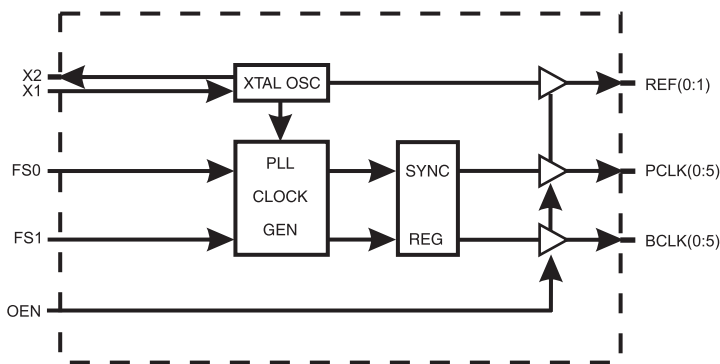 X2
XTAL OSC
X1
REF(0:1)
FS0
PLL
CLOCK
GEN
SYNC
REG
PCLK(0:5)
FS1
BCLK(0:5)
OEN